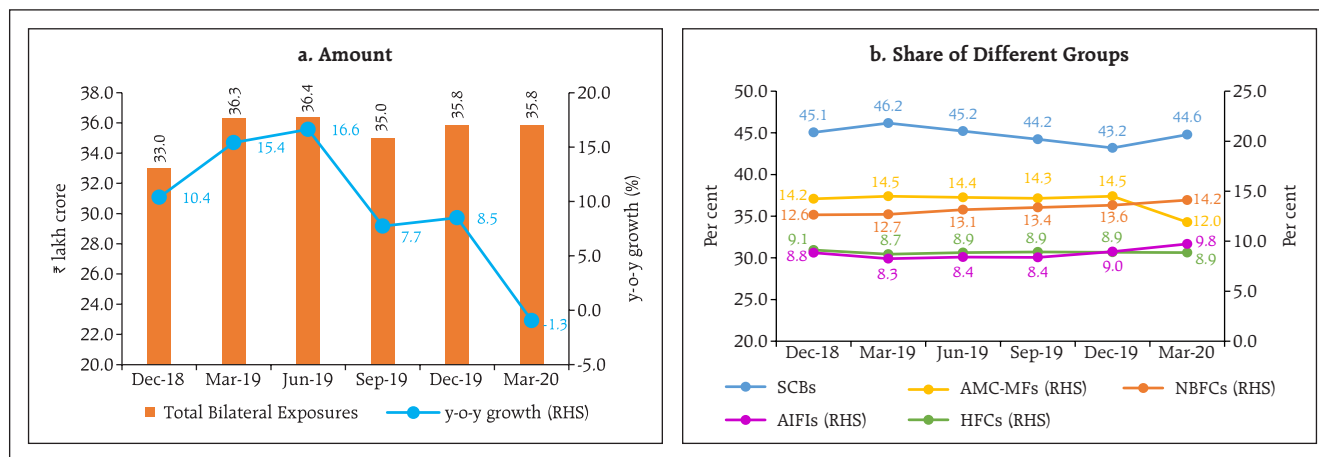 a. Amount
₹ lakh crore
38.0
36.0
34.0
32.0
30.0
28.0
26.0
24.0
22.0
20.0
33.0
36.3
36.4
35.0
35.8
35.8
10.4
15.4
16.6
7.7
8.5
-1.3
20.0
15.0
10.0
5.0
-0.0
-5.0
y-o-y growth (%)
Dec-18 Mar-19 Jun-19 Sep-19 Dec-19 Mar-20
Total Bilateral Exposures y-o-y growth (RHS)
b. Share of Different Groups
Per cent
50.0
45.0
40.0
35.0
30.0
25.0
20.0
45.1 46.2 45.2 44.2 43.2 44.6
14.2 14.5 14.4 14.3 14.5 12.0
12.6 12.7 13.1 13.4 13.6 14.2
9.1 8.7 8.9 8.9 8.9 8.9
8.8 8.3 8.4 8.4 9.0 9.8
25.0
20.0
15.0
10.0
5.0
0.0
Per cent
Dec-18 Mar-19 Jun-19 Sep-19 Dec-19 Mar-20
SCBs AMC-MFs (RHS) NBFCs (RHS)
AIFIs (RHS) HFCs (RHS)